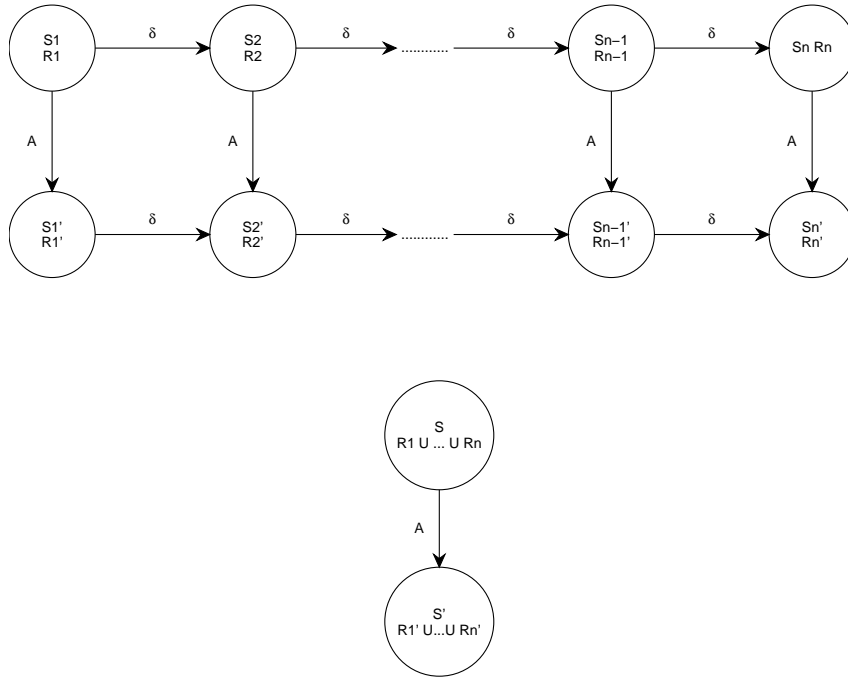 S1
R1
δ
S2
R2
δ
...........
δ
Sn−1
Rn−1
δ
Sn Rn
A
A
A
A
S1’
R1’
δ
S2’
R2’
δ
...........
δ
Sn−1’
Rn−1’
δ
Sn’
Rn’
S
R1 U ... U Rn
A
S’
R1’ U...U Rn’